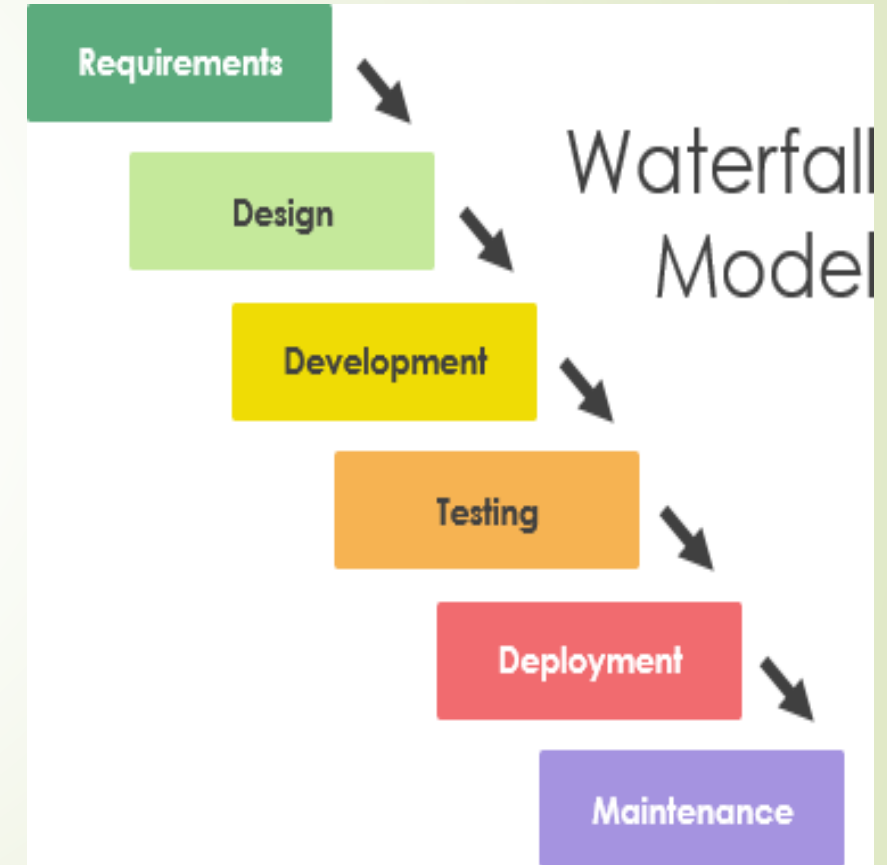 Requirements
Waterfall
Model
Design
Development
Testing
Deployment
Maintenance